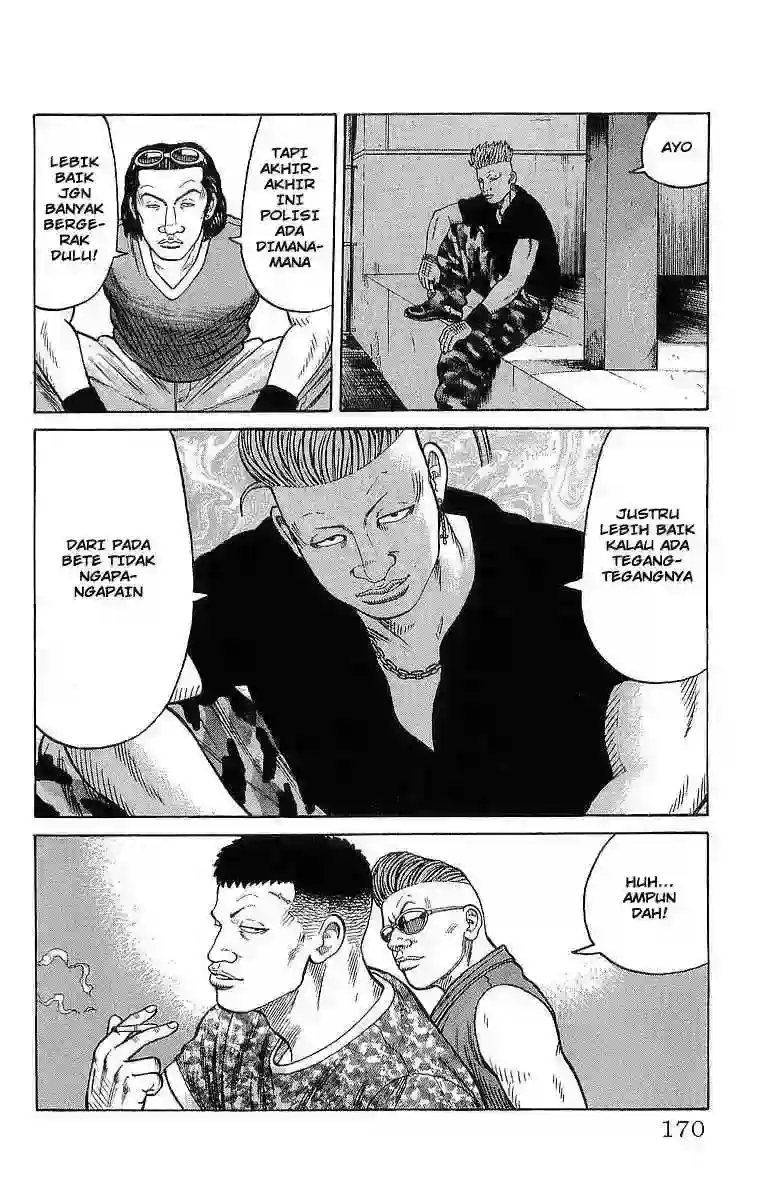 AYO
TAPI
AKHIR-
AKHIR
INI
POLISI
ADA
DIMANA-
MANA
LEBIK
BAIK
JGN
BANYAK
BERGE-
RAK
DULU!
JUSTRU
LEBIH BAIK
KALAU ADA
TEGANG-
TEGANGNYA
DARI PADA
BETE TIDAK
NGAPA-
NGAPAIN
HUH...
AMPUN
DAH!
170